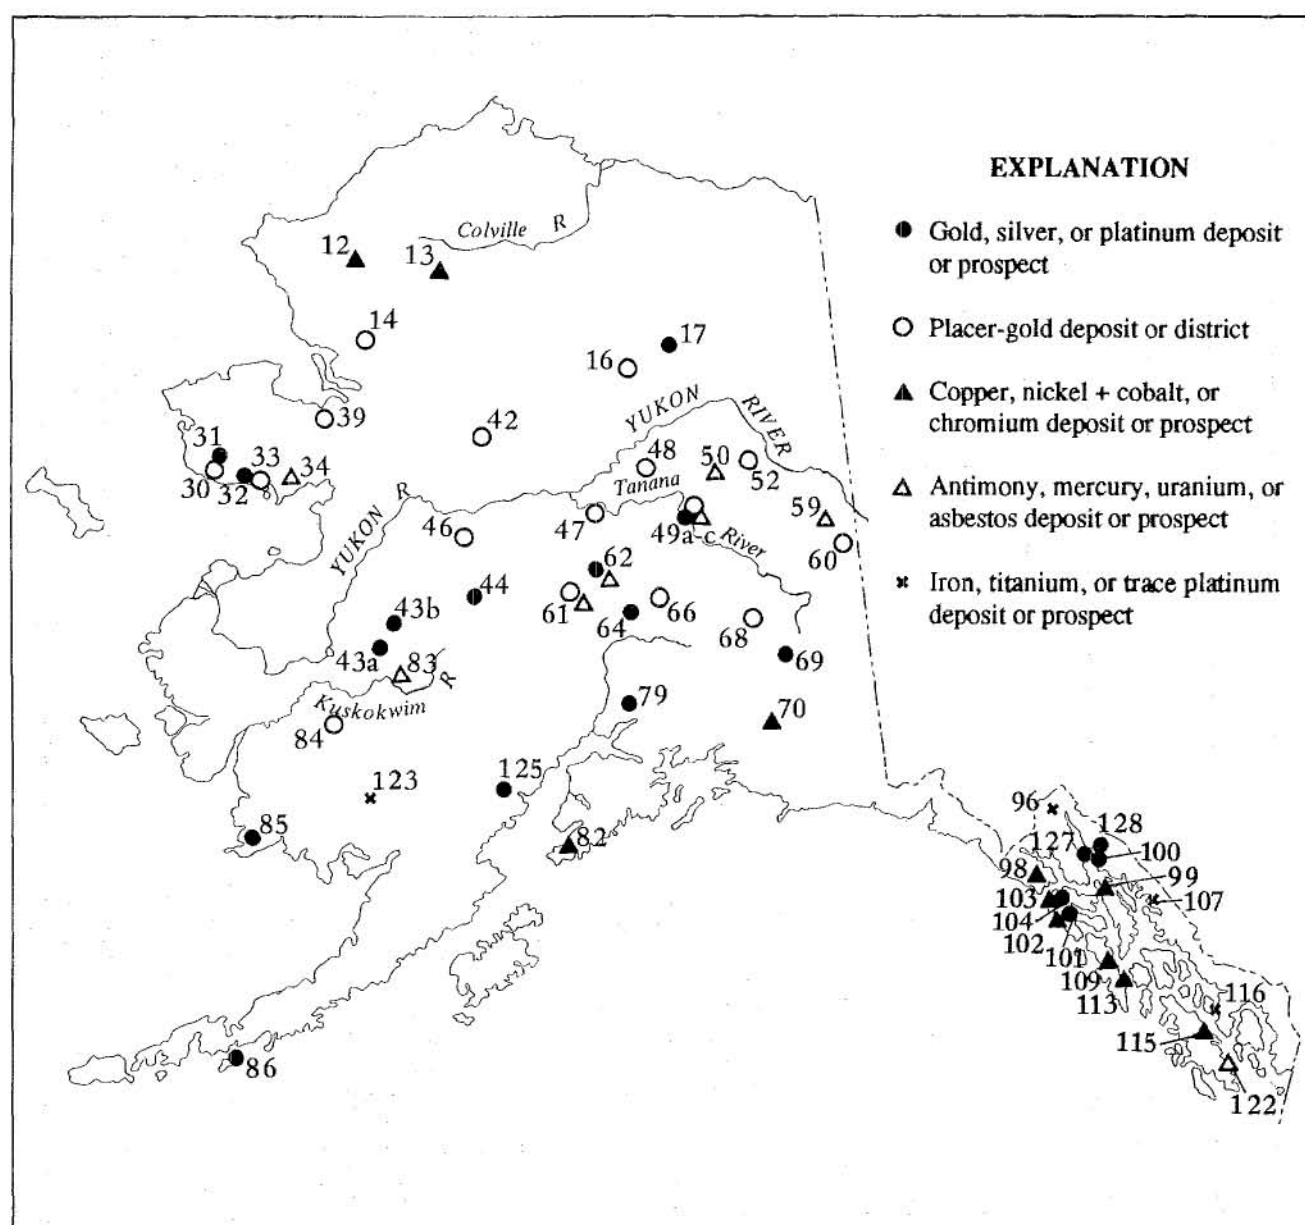 EXPLANATION
Gold, silver, or platinum deposit
or prospect
Placer-gold deposit or district
Copper, nickel + cobalt, or
chromium deposit or prospect
Antimony, mercury, uranium, or
asbestos deposit or prospect
Iron, titanium, or trace platinum
deposit or prospect
Colville R
12
13
14
17
16
39
42
YUKON RIVER
31
33
34
30
32
48
50
52
Tanana
River
YUKON R
46
47
49a-c
59
60
62
44
61
64
66
68
69
43b
43a
83
Kuskokwim R
84
79
70
123
125
85
82
86
96
127
128
100
98
99
103
107
104
102
101
109
113
116
115
122